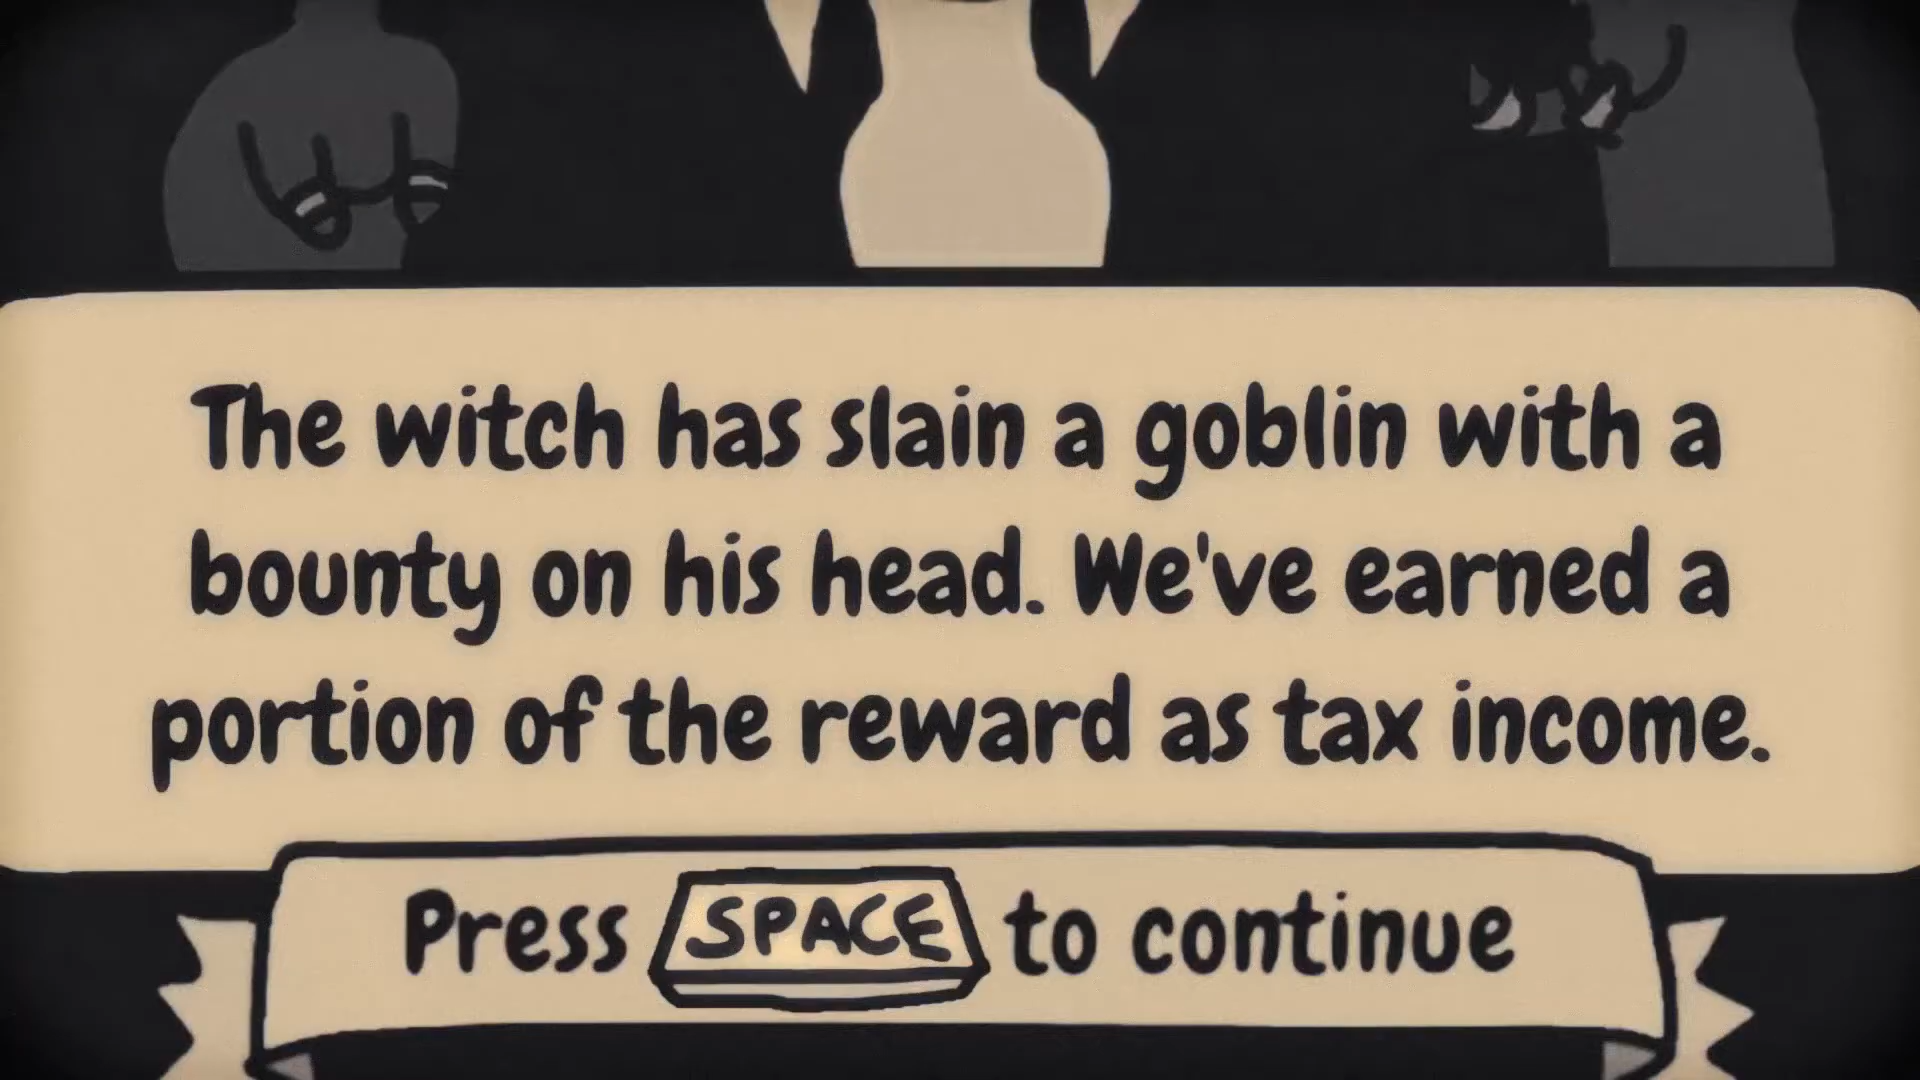 The witch has slain a goblin with a
bounty on his head. We've earned a
portion of the reward as tax income.
Press SPACE to continue